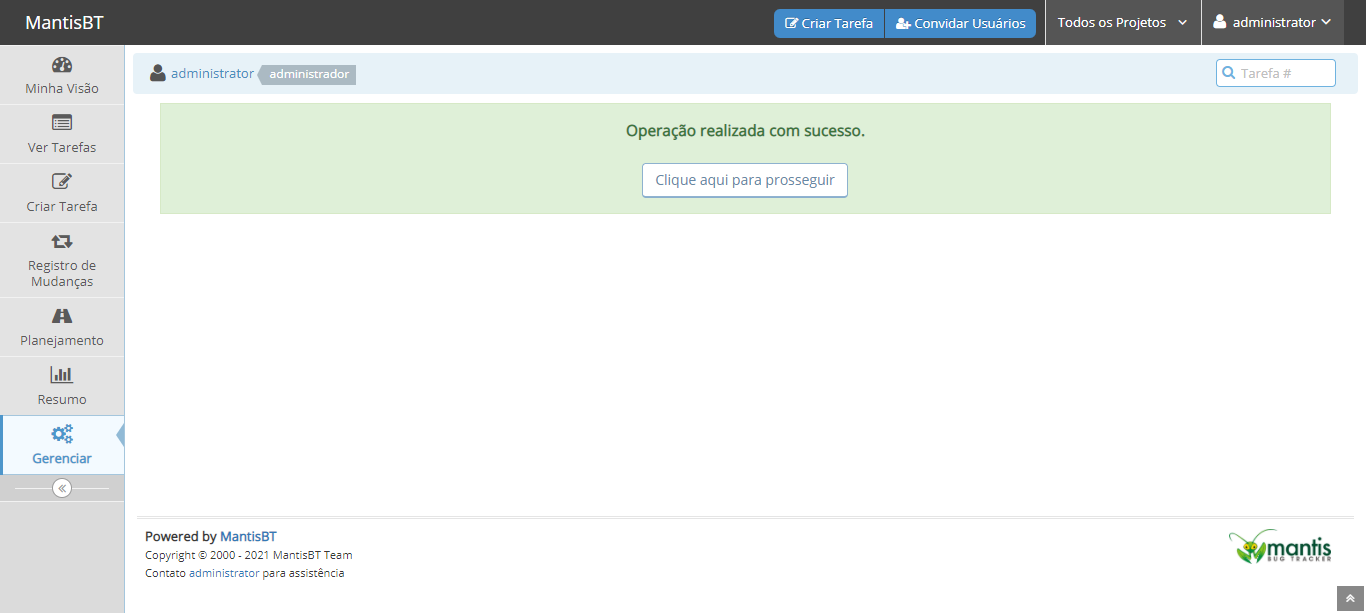 MantisBT
Criar Tarefa
Convidar Usuários
Todos os Projetos
administrator
Minha Visão
Ver Tarefas
Criar Tarefa
Registro de
Mudanças
Planejamento
Resumo
Gerenciar
administrator administrador
Tarefa #
Operação realizada com sucesso.
Clique aqui para prosseguir
Powered by MantisBT
Copyright © 2000 - 2021 MantisBT Team
Contato administrator para assistência
mantis
BUG TRACKER